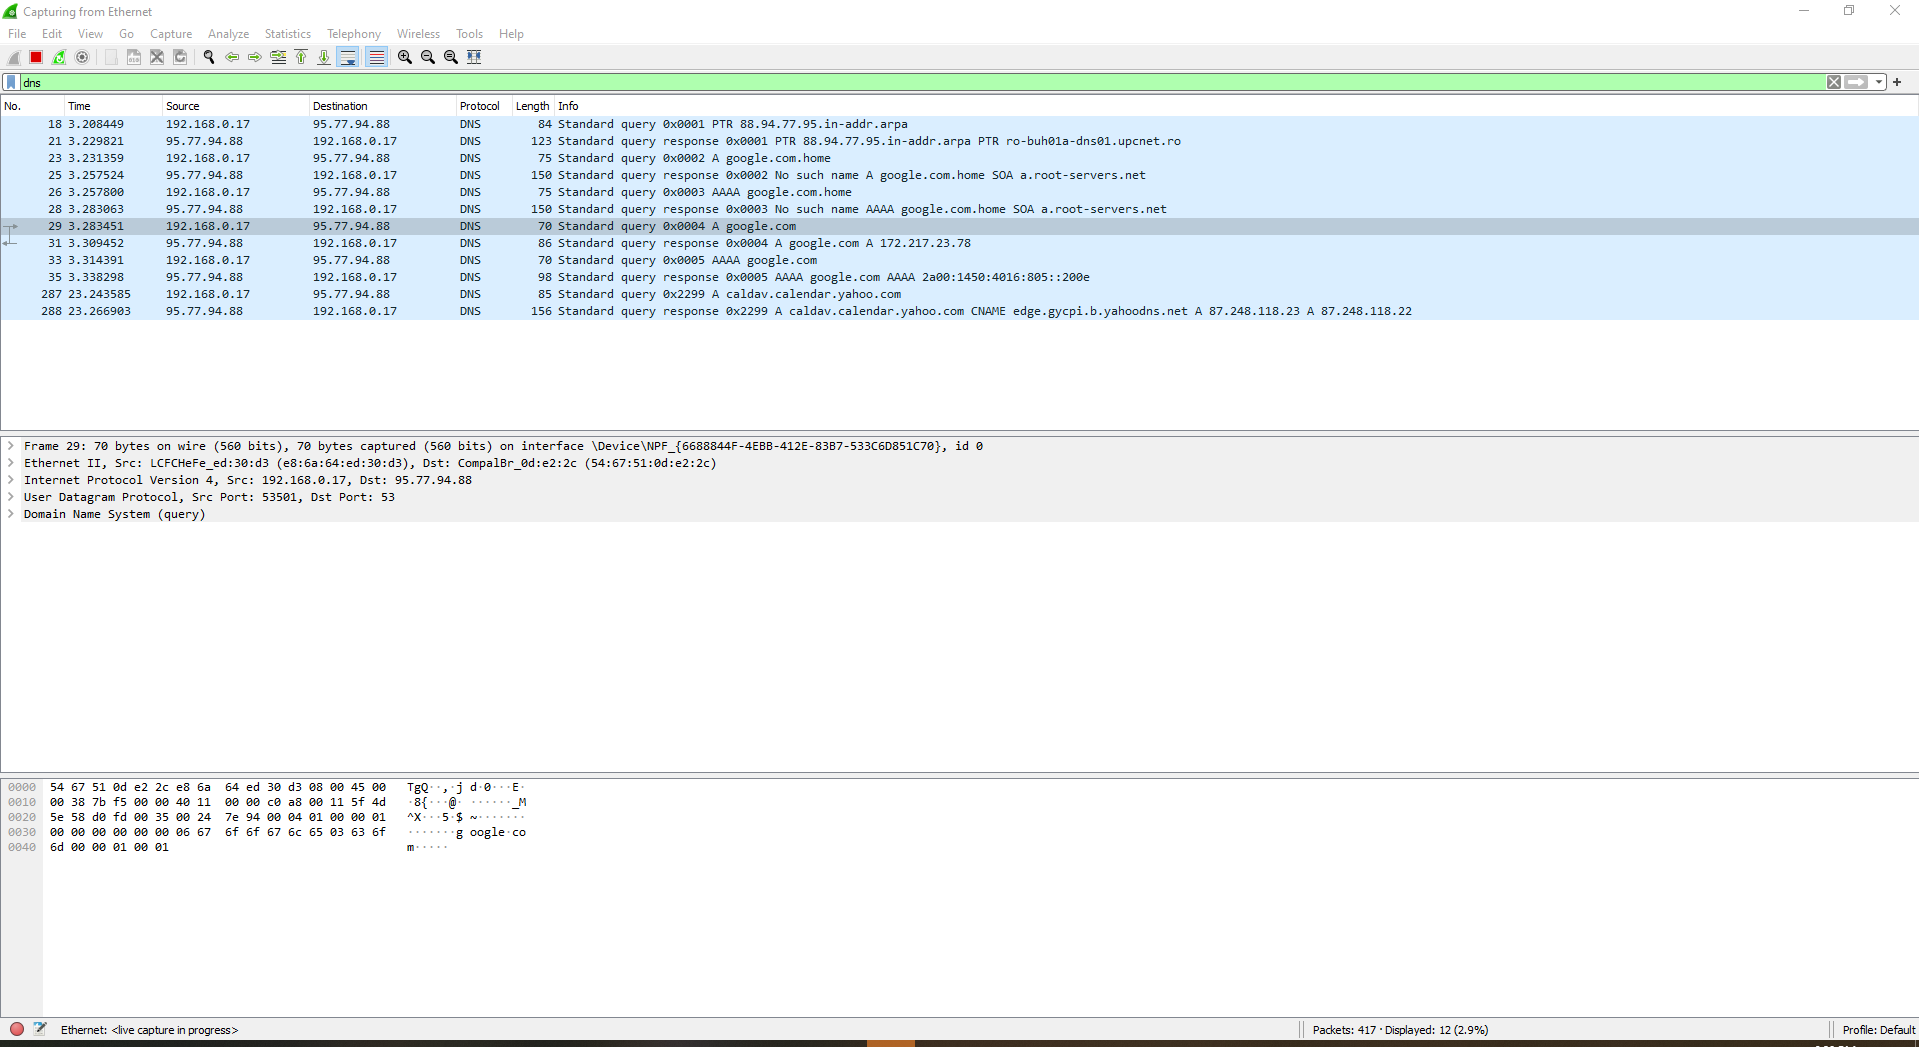 Capturing from Ethernet
File Edit View Go Capture Analyze Statistics Telephony Wireless Tools Help
dns
No. Time Source Destination Protocol Length Info
18 3.208449 192.168.0.17 95.77.94.88 DNS 84 Standard query 0x0001 PTR 88.94.77.95.in-addr.arpa
21 3.229821 95.77.94.88 192.168.0.17 DNS 123 Standard query response 0x0001 PTR 88.94.77.95.in-addr.arpa PTR ro-buh01a-dns01.upcnet.ro
23 3.231359 192.168.0.17 95.77.94.88 DNS 75 Standard query 0x0002 A google.com.home
25 3.257524 95.77.94.88 192.168.0.17 DNS 150 Standard query response 0x0002 No such name A google.com.home SOA a.root-servers.net
26 3.257800 192.168.0.17 95.77.94.88 DNS 75 Standard query 0x0003 AAAA google.com.home
28 3.283063 95.77.94.88 192.168.0.17 DNS 150 Standard query response 0x0003 No such name AAAA google.com.home SOA a.root-servers.net
29 3.283451 192.168.0.17 95.77.94.88 DNS 70 Standard query 0x0004 A google.com
31 3.309452 95.77.94.88 192.168.0.17 DNS 86 Standard query response 0x0004 A google.com A 172.217.23.78
33 3.314391 192.168.0.17 95.77.94.88 DNS 70 Standard query 0x0005 AAAA google.com
35 3.338298 95.77.94.88 192.168.0.17 DNS 98 Standard query response 0x0005 AAAA google.com AAAA 2a00:1450:4016:805::200e
287 23.243585 192.168.0.17 95.77.94.88 DNS 85 Standard query 0x2299 A caldav.calendar.yahoo.com
288 23.266903 95.77.94.88 192.168.0.17 DNS 156 Standard query response 0x2299 A caldav.calendar.yahoo.com CNAME edge.gycpi.b.yahoodns.net A 87.248.118.23 A 87.248.118.22
Frame 29: 70 bytes on wire (560 bits), 70 bytes captured (560 bits) on interface \Device\NPF_{6688844F-4EBB-412E-83B7-533C6D851C70}, id 0
Ethernet II, Src: LCFCHeFe_ed:30:d3 (e8:6a:64:ed:30:d3), Dst: CompalBr_0d:e2:2c (54:67:51:0d:e2:2c)
Internet Protocol Version 4, Src: 192.168.0.17, Dst: 95.77.94.88
User Datagram Protocol, Src Port: 53501, Dst Port: 53
Domain Name System (query)
0000 54 67 51 0d e2 2c e8 6a 64 ed 30 d3 08 00 45 00 TgQ··,·j d·0···E·
0010 00 38 7b f5 00 00 40 11 00 00 c0 a8 00 11 5f 4d ·8{···@· ······_M
0020 5e 58 d0 fd 00 35 00 24 7e 94 00 04 01 00 00 01 ^X···5·$ ~·······
0030 00 00 00 00 00 00 06 67 6f 6f 67 6c 65 03 63 6f ·······g oogle·co
0040 6d 00 00 01 00 01 m·····
Ethernet: <live capture in progress> Packets: 417 · Displayed: 12 (2.9%) Profile: Default